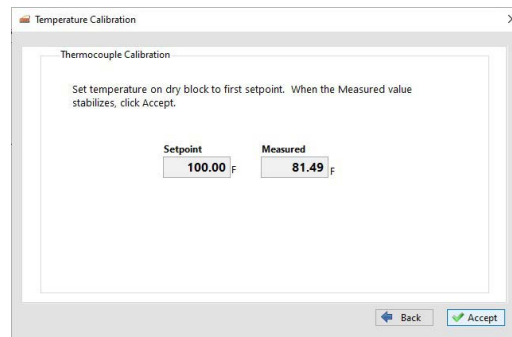 Temperature Calibration
Thermocouple Calibration
Set temperature on dry block to first setpoint. When the Measured value
stabilizes, click Accept.
Setpoint Measured
100.00 F 81.49 F
Back Accept